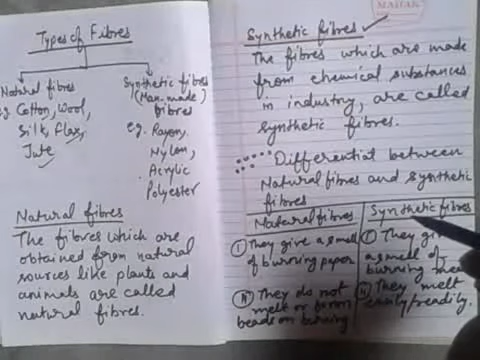 Types of Fibres
Natural fibres
e.g. Cotton, Wool,
Silk, Flax,
Jute
Synthetic fibres
(Man-made)
fibres
e.g. Rayon,
Nylon,
Acrylic
Polyester
Natural fibres
The fibres which are
obtained from natural
sources like plants and
animals are called
natural fibres.
Synthetic fibres
The fibres which are made
from chemical substances
in industry, are called
synthetic fibres.
Differential between
Natural fibres and synthetic
fibres
Natural fibres
(i) They give a smell
of burning paper
(ii) They do not
melt or form
beads on burning
Synthetic fibres
(i) They
a smell of
burning
(ii) They melt
easily/readily.